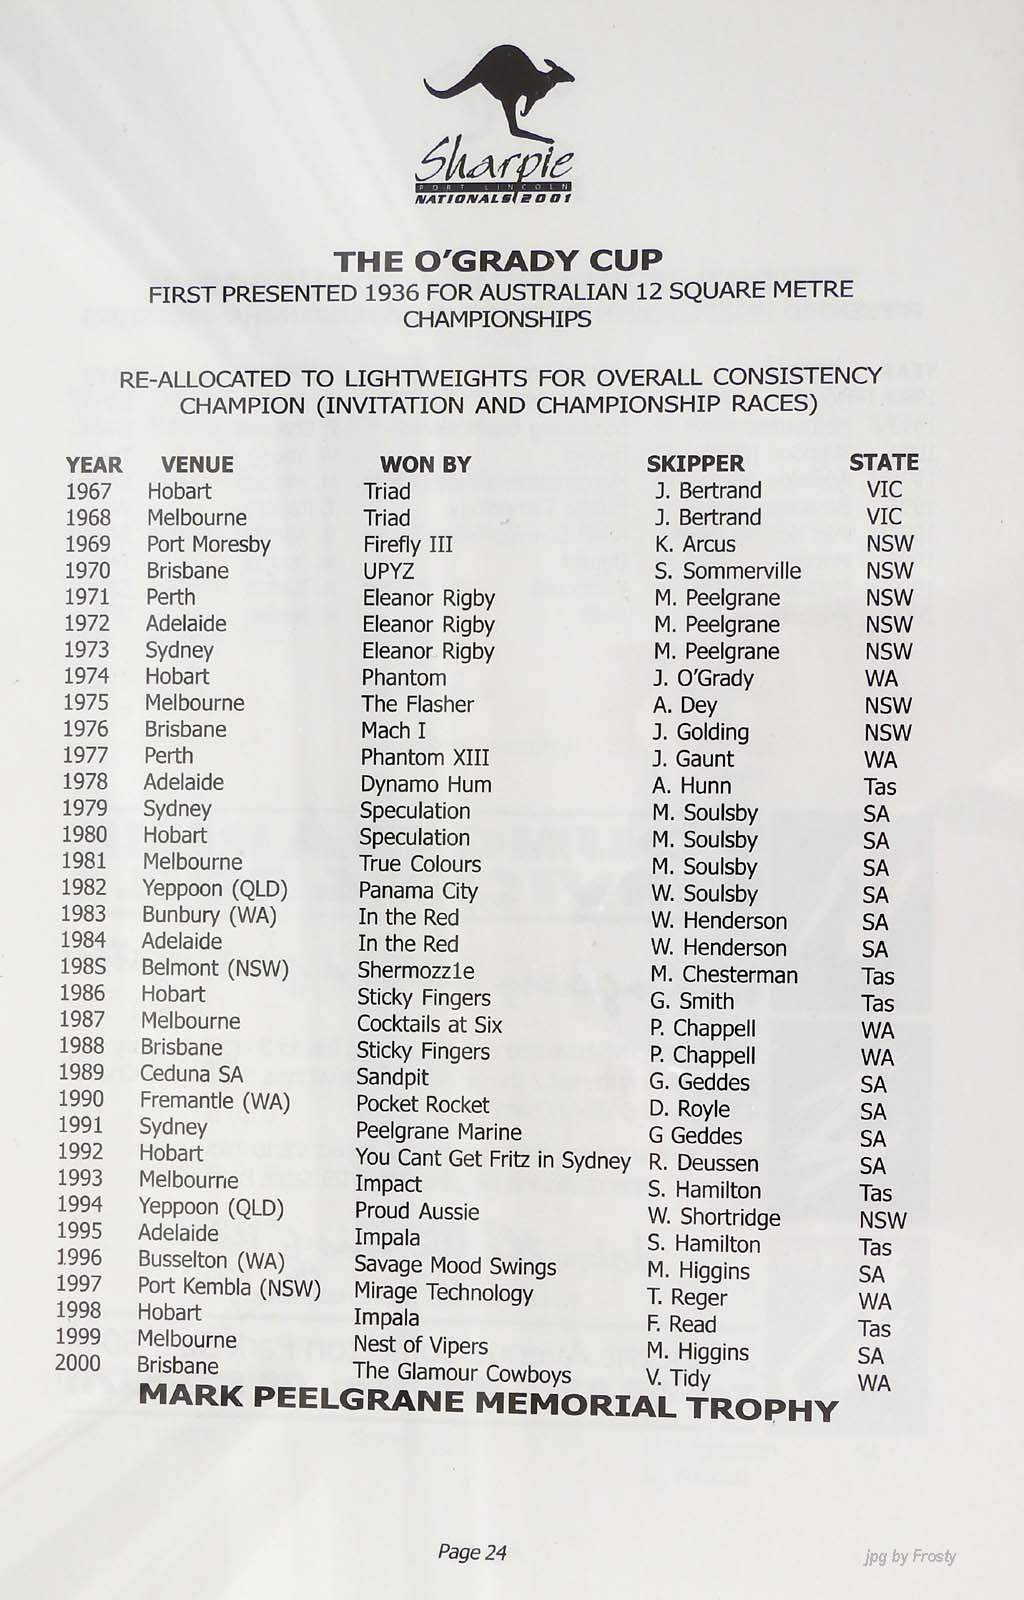 Sharpie
PORT LINCOLN
NATIONALS 2001
THE O'GRADY CUP
FIRST PRESENTED 1936 FOR AUSTRALIAN 12 SQUARE METRE
CHAMPIONSHIPS
RE-ALLOCATED TO LIGHTWEIGHTS FOR OVERALL CONSISTENCY
CHAMPION (INVITATION AND CHAMPIONSHIP RACES)
YEAR VENUE WON BY SKIPPER STATE
1967 Hobart Triad J. Bertrand VIC
1968 Melbourne Triad J. Bertrand VIC
1969 Port Moresby Firefly III K. Arcus NSW
1970 Brisbane UPYZ S. Sommerville NSW
1971 Perth Eleanor Rigby M. Peelgrane NSW
1972 Adelaide Eleanor Rigby M. Peelgrane NSW
1973 Sydney Eleanor Rigby M. Peelgrane NSW
1974 Hobart Phantom J. O'Grady WA
1975 Melbourne The Flasher A. Dey NSW
1976 Brisbane Mach I J. Golding NSW
1977 Perth Phantom XIII J. Gaunt WA
1978 Adelaide Dynamo Hum A. Hunn Tas
1979 Sydney Speculation M. Soulsby SA
1980 Hobart Speculation M. Soulsby SA
1981 Melbourne True Colours M. Soulsby SA
1982 Yeppoon (QLD) Panama City W. Soulsby SA
1983 Bunbury (WA) In the Red W. Henderson SA
1984 Adelaide In the Red W. Henderson SA
198S Belmont (NSW) Shermozz1e M. Chesterman Tas
1986 Hobart Sticky Fingers G. Smith Tas
1987 Melbourne Cocktails at Six P. Chappell WA
1988 Brisbane Sticky Fingers P. Chappell WA
1989 Ceduna SA Sandpit G. Geddes SA
1990 Fremantle (WA) Pocket Rocket D. Royle SA
1991 Sydney Peelgrane Marine G Geddes SA
1992 Hobart You Cant Get Fritz in Sydney R. Deussen SA
1993 Melbourne Impact S. Hamilton Tas
1994 Yeppoon (QLD) Proud Aussie W. Shortridge NSW
1995 Adelaide Impala S. Hamilton Tas
1996 Busselton (WA) Savage Mood Swings M. Higgins SA
1997 Port Kembla (NSW) Mirage Technology T. Reger WA
1998 Hobart Impala F. Read Tas
1999 Melbourne Nest of Vipers M. Higgins SA
2000 Brisbane The Glamour Cowboys V. Tidy WA
MARK PEELGRANE MEMORIAL TROPHY
Page 24
jpg by Frosty